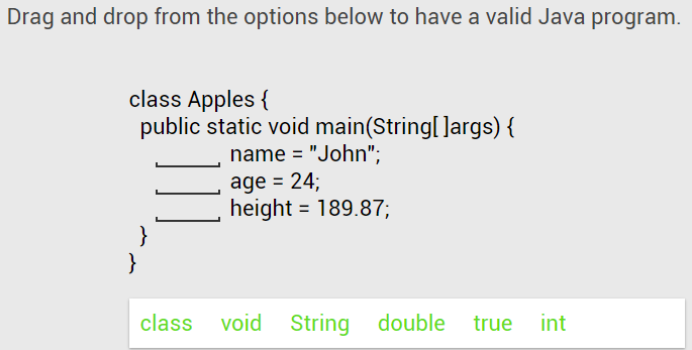 Drag and drop from the options below to have a valid Java program.
class Apples {
public static void main(String[ ]args) {
______ name = "John";
______ age = 24;
______ height = 189.87;
}
}
class void String double true int